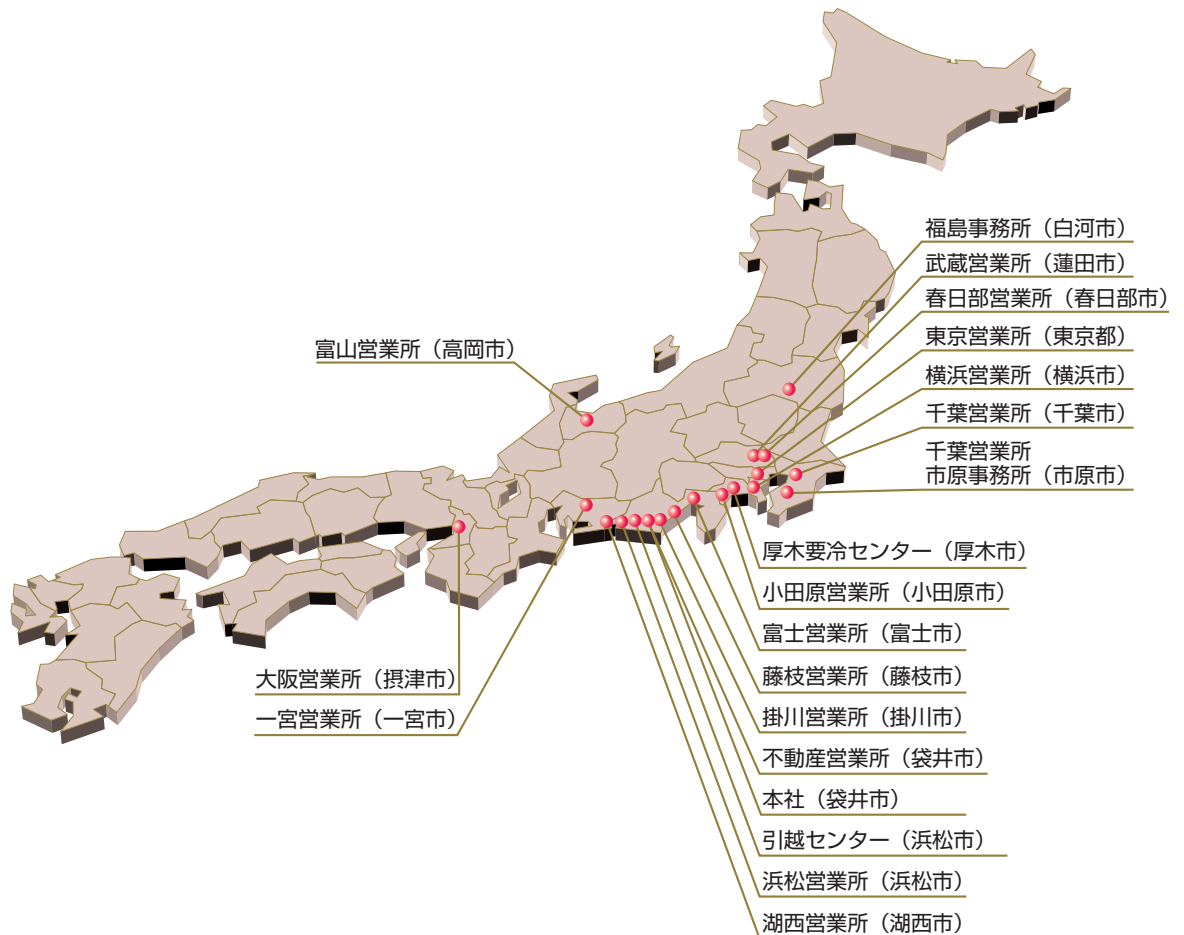 福島事務所（白河市）
武蔵営業所（蓮田市）
春日部営業所（春日部市）
東京営業所（東京都）
富山営業所（高岡市）
横浜営業所（横浜市）
千葉営業所（千葉市）
千葉営業所
市原事務所（市原市）
厚木要冷センター（厚木市）
小田原営業所（小田原市）
富士営業所（富士市）
藤枝営業所（藤枝市）
大阪営業所（摂津市）
一宮営業所（一宮市）
掛川営業所（掛川市）
不動産営業所（袋井市）
本社（袋井市）
引越センター（浜松市）
浜松営業所（浜松市）
湖西営業所（湖西市）